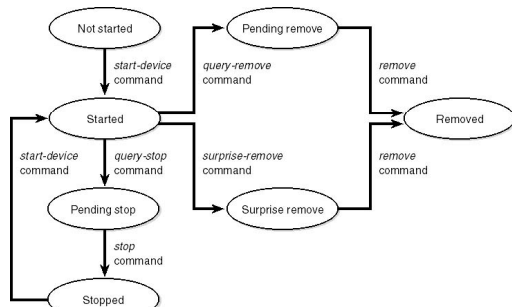 Not started
Pending remove
start-device
command
query-remove
command
remove
command
Started
Removed
start-device
command
query-stop
command
surprise-remove
command
remove
command
Pending stop
Surprise remove
stop
command
Stopped